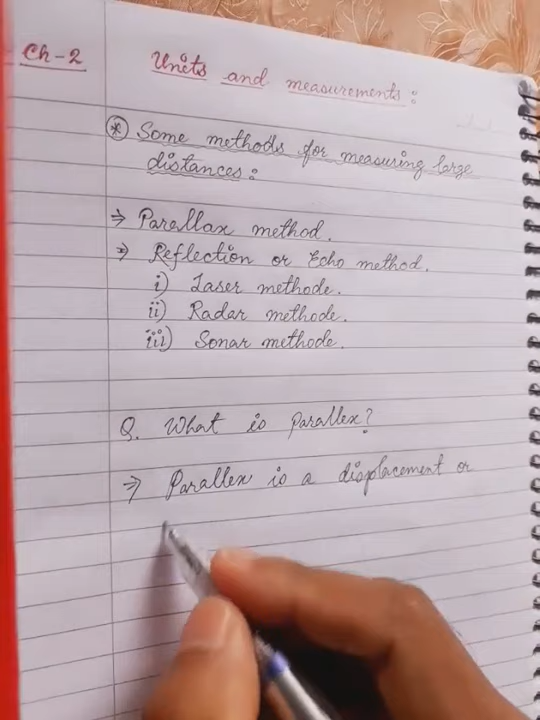 Ch-2
Units and measurements :
* Some methods for measuring large
distances :
⇒ Parallax method.
⇒ Reflection or Echo method.
i) Laser methode.
ii) Radar methode.
iii) Sonar methode.
Q. What is parallex?
⇒ Parallex is a displacement or